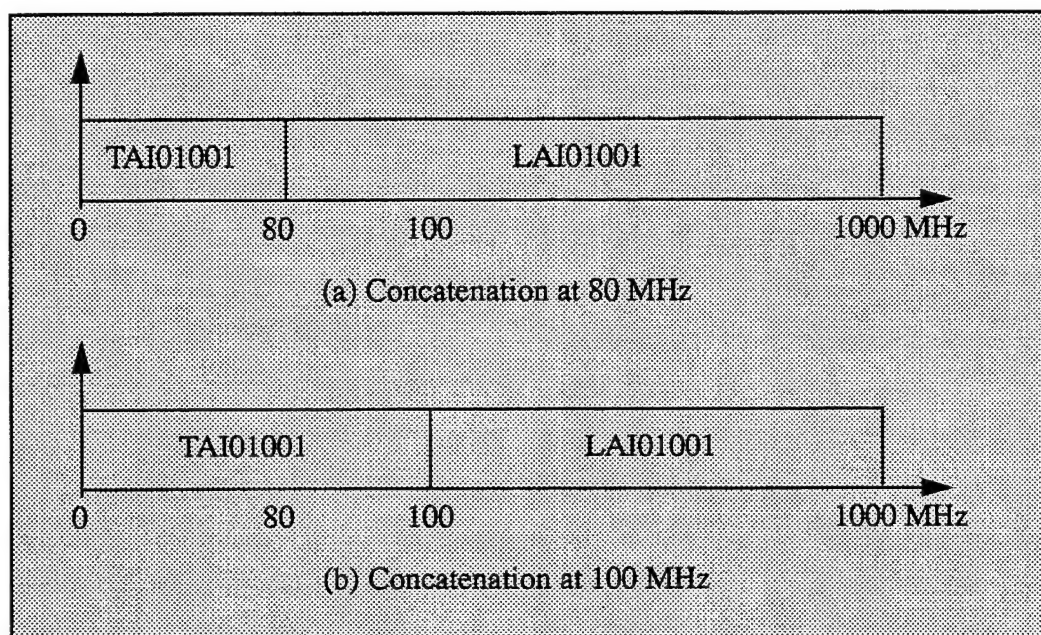 TAI01001 LAI01001
0 80 100 1000 MHz
(a) Concatenation at 80 MHz
TAI01001 LAI01001
0 80 100 1000 MHz
(b) Concatenation at 100 MHz